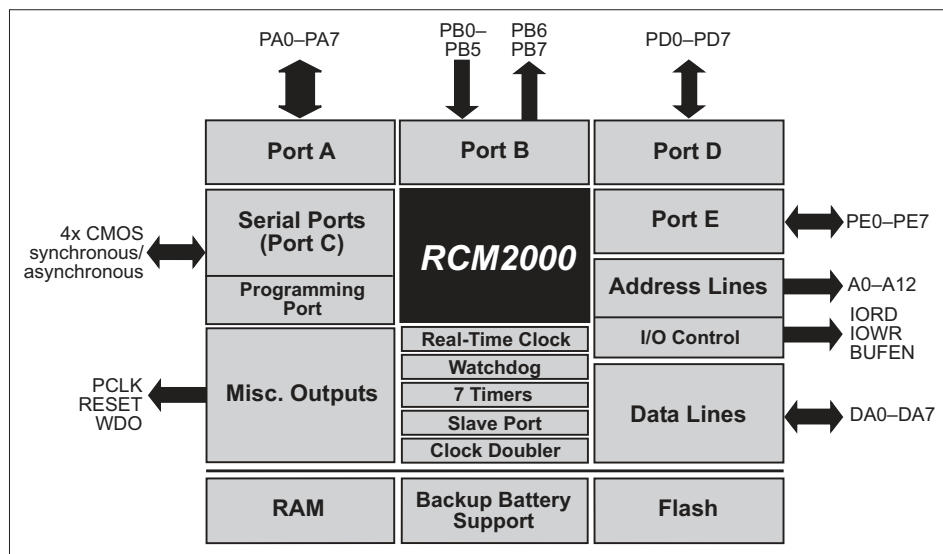 PA0–PA7
PB0–
PB5
PB6
PB7
PD0–PD7
Port A
Port B
Port D
4x CMOS
synchronous/
asynchronous
Serial Ports
(Port C)
Programming
Port
RCM2000
Port E
PE0–PE7
Address Lines
A0–A12
I/O Control
IORD
IOWR
BUFEN
Real-Time Clock
Watchdog
7 Timers
Slave Port
Clock Doubler
PCLK
RESET
WDO
Misc. Outputs
Data Lines
DA0–DA7
RAM
Backup Battery
Support
Flash